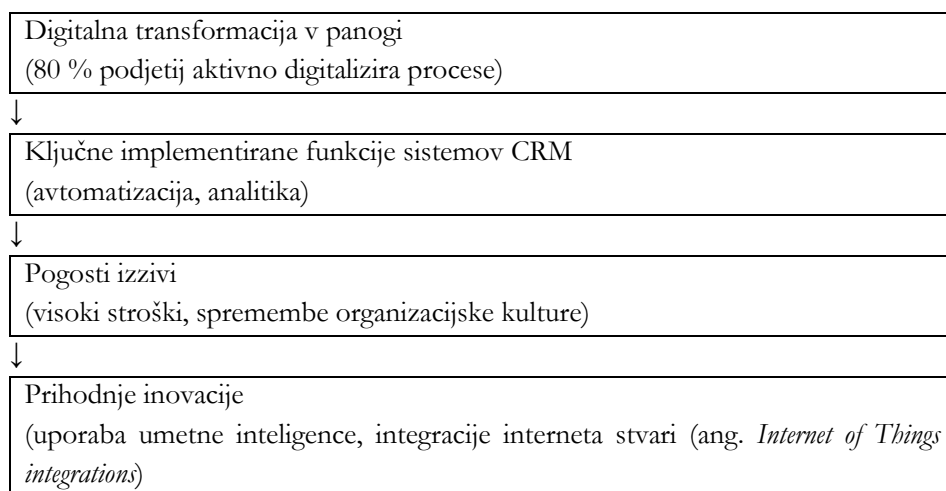 Digitalna transformacija v panogi
(80 % podjetij aktivno digitalizira procese)
↓
Ključne implementirane funkcije sistemov CRM
(avtomatizacija, analitika)
↓
Pogosti izzivi
(visoki stroški, spremembe organizacijske kulture)
↓
Prihodnje inovacije
(uporaba umetne inteligence, integracije interneta stvari (ang. Internet of Things
integrations)